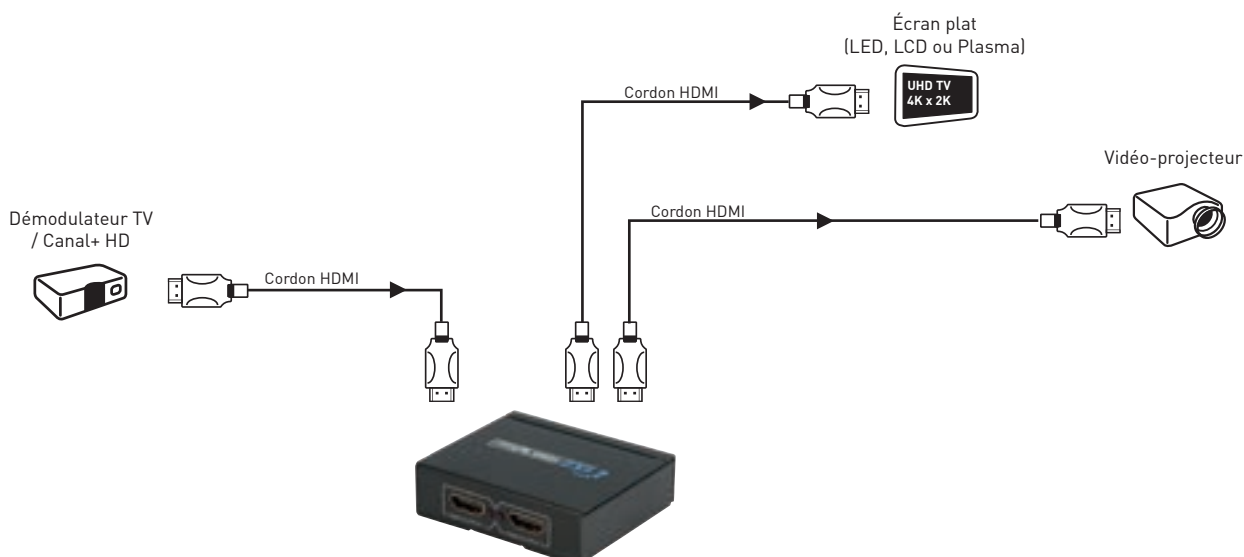 Écran plat
(LED, LCD ou Plasma)
UHD TV
4K x 2K
Cordon HDMI
Vidéo-projecteur
Cordon HDMI
Démodulateur TV
/ Canal+ HD
Cordon HDMI